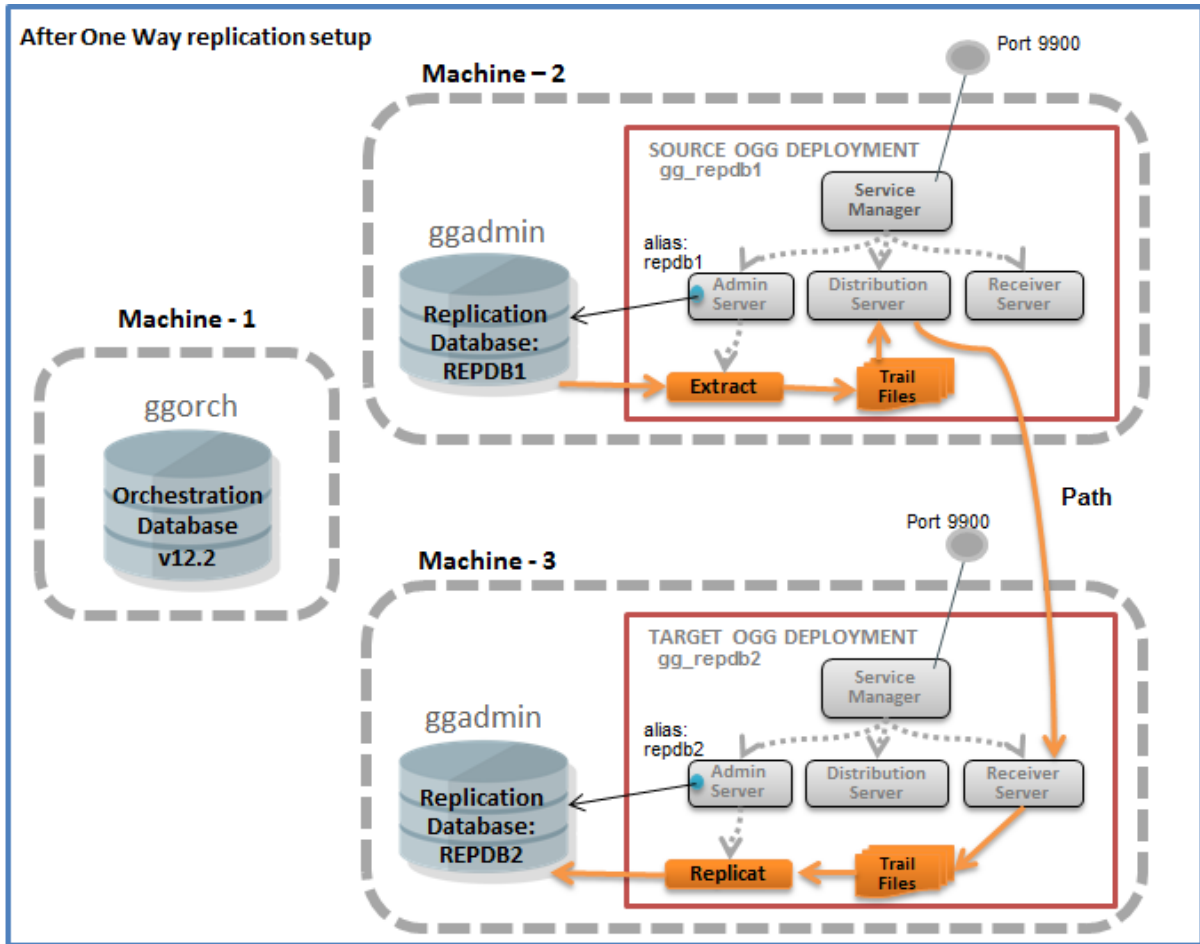 After One Way replication setup
Port 9900
Machine – 2
SOURCE OGG DEPLOYMENT
gg_repdb1
Service
Manager
ggadmin
alias:
repdb1
Admin
Server
Distribution
Server
Receiver
Server
Replication
Database:
REPDB1
Extract
Trail
Files
Machine - 1
ggorch
Orchestration
Database
v12.2
Path
Port 9900
Machine - 3
TARGET OGG DEPLOYMENT
gg_repdb2
Service
Manager
ggadmin
alias:
repdb2
Admin
Server
Distribution
Server
Receiver
Server
Replication
Database:
REPDB2
Replicat
Trail
Files